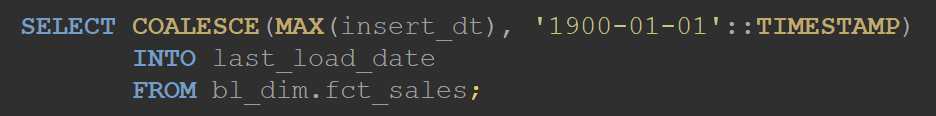 SELECT COALESCE(MAX(insert_dt), '1900-01-01'::TIMESTAMP)
INTO last_load_date
FROM bl_dim.fct_sales;